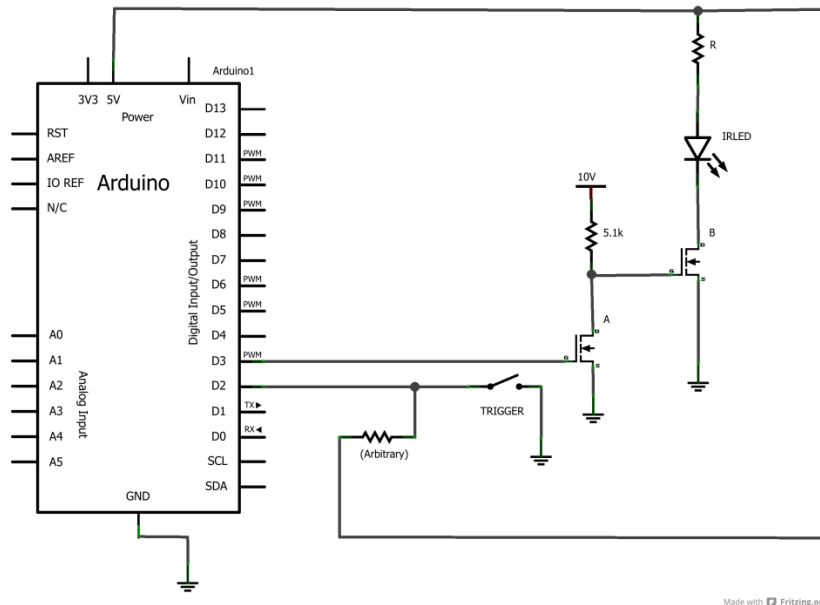 Arduino1
3V3 5V Vin
Power
Arduino
RST
AREF
IO REF
N/C
A0
A1
A2
A3
A4
A5
Analog Input
Digital Input/Output
D13
D12
D11 PWM
D10 PWM
D9 PWM
D8
D7
D6 PWM
D5 PWM
D4
D3 PWM
D2
D1 TX▶
D0 RX◀
SCL
SDA
GND
R
IRLED
10V
5.1k
B
A
TRIGGER
(Arbitrary)
Made with Fritzing.or